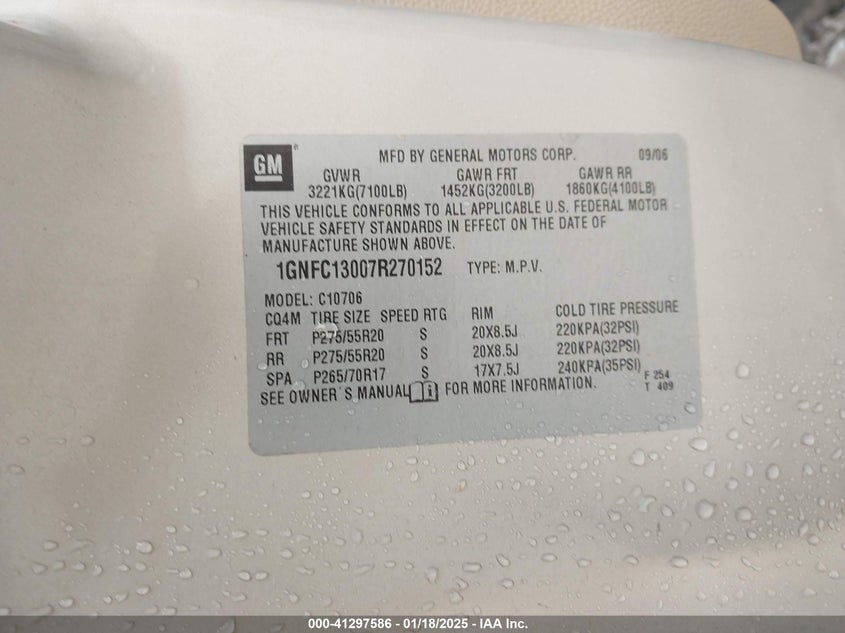 GM
MFD BY GENERAL MOTORS CORP. 09/06
GVWR GAWR FRT GAWR RR
3221KG(7100LB) 1452KG(3200LB) 1860KG(4100LB)
THIS VEHICLE CONFORMS TO ALL APPLICABLE U.S. FEDERAL MOTOR
VEHICLE SAFETY STANDARDS IN EFFECT ON THE DATE OF
MANUFACTURE SHOWN ABOVE.
1GNFC13007R270152 TYPE: M.P.V.
MODEL: C10706
CQ4M TIRE SIZE SPEED RTG RIM COLD TIRE PRESSURE
FRT P275/55R20 S 20X8.5J 220KPA(32PSI)
RR P275/55R20 S 20X8.5J 220KPA(32PSI)
SPA P265/70R17 S 17X7.5J 240KPA(35PSI)
SEE OWNER'S MANUAL i FOR MORE INFORMATION.
F 254
T 409
000-41297586 - 01/18/2025 - IAA Inc.